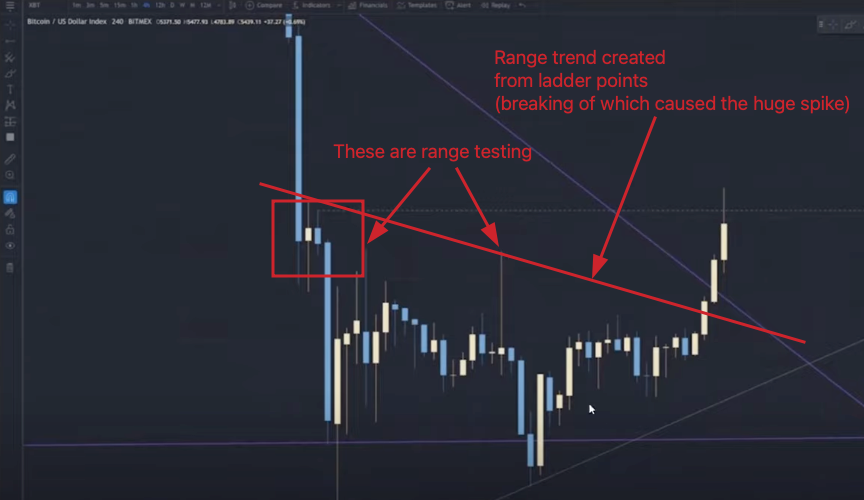 XBT 1m 3m 5m 15m 1h 4h 12h D W M 12M Compare Indicators Financials Templates Alert Replay
Bitcoin / US Dollar Index 240 BITMEX
Range trend created
from ladder points
(breaking of which caused the huge spike)
These are range testing